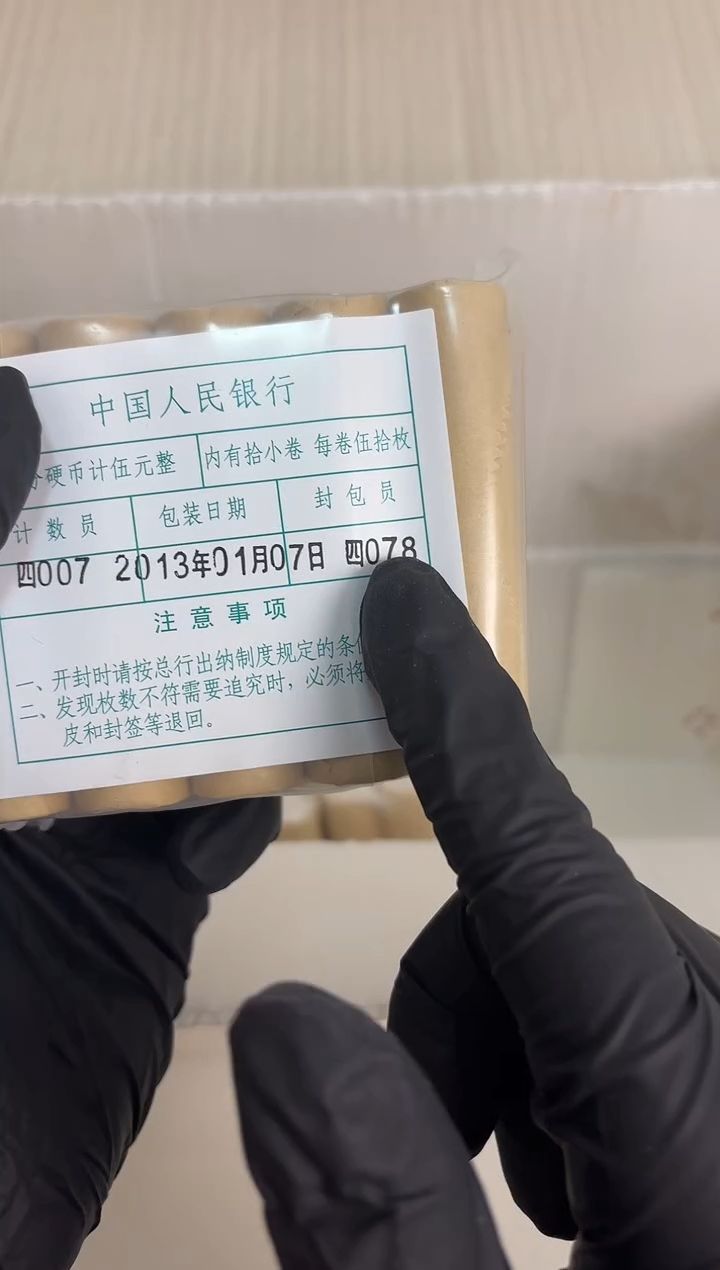 中国人民银行
分硬币计伍元整 内有拾小卷 每卷伍拾枚
计数员 包装日期 封包员
四007 2013年01月07日 四078
注意事项
一、开封时请按总行出纳制度规定的条
二、发现枚数不符需要追究时，必须将
皮和封签等退回。